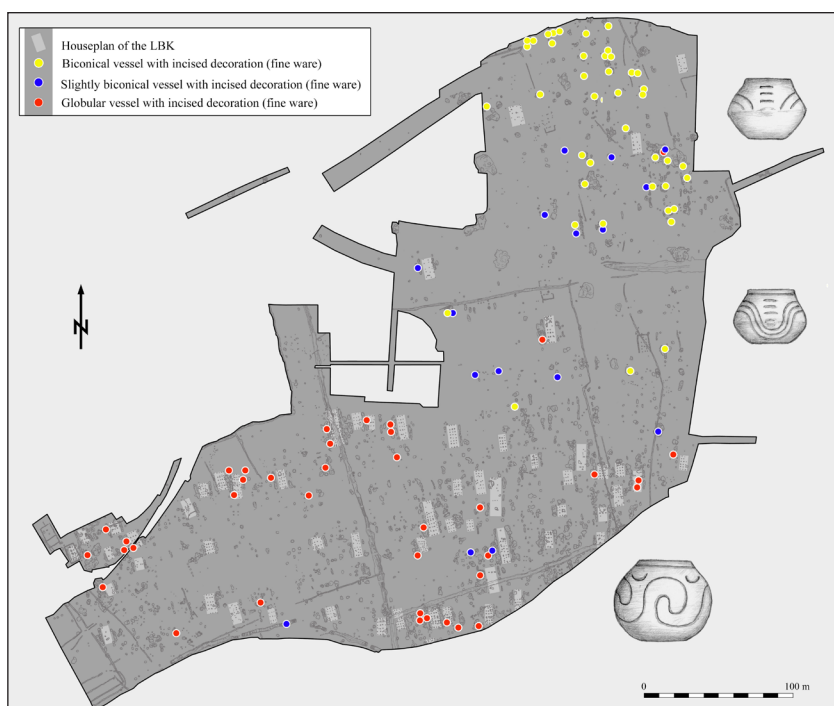 Houseplan of the LBK
Biconical vessel with incised decoration (fine ware)
Slightly biconical vessel with incised decoration (fine ware)
Globular vessel with incised decoration (fine ware)
N
0 100 m